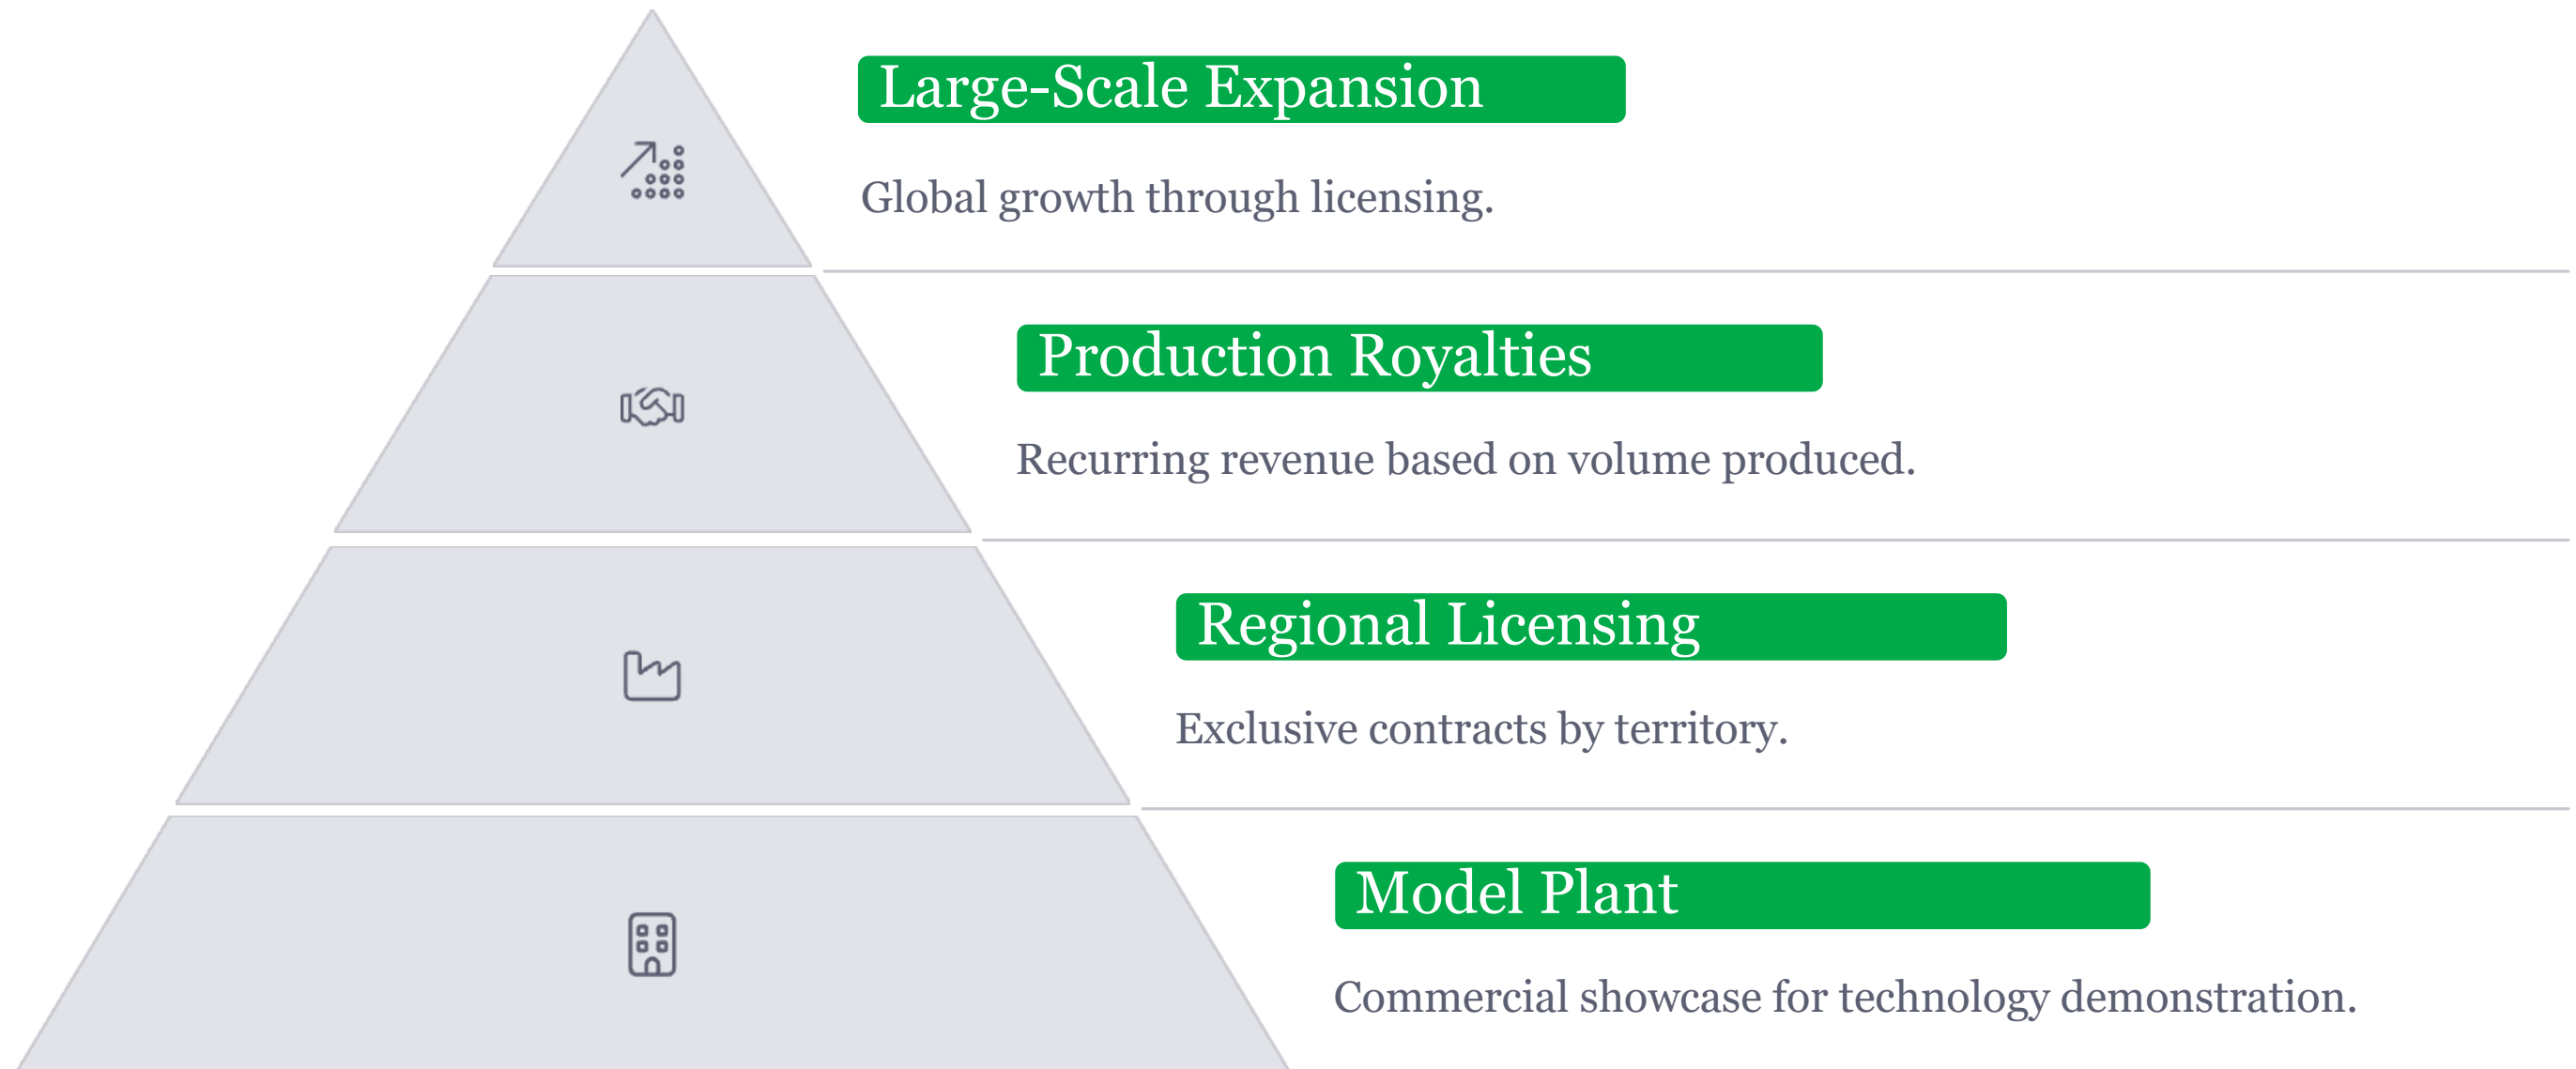 Large-Scale Expansion
Global growth through licensing.
Production Royalties
Recurring revenue based on volume produced.
Regional Licensing
Exclusive contracts by territory.
Model Plant
Commercial showcase for technology demonstration.